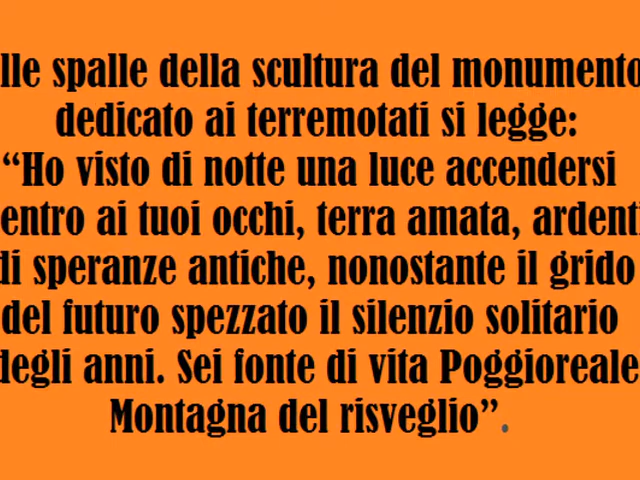 lle spalle della scultura del monumento
dedicato ai terremotati si legge:
“Ho visto di notte una luce accendersi
entro ai tuoi occhi, terra amata, ardenti
di speranze antiche, nonostante il grido
del futuro spezzato il silenzio solitario
degli anni. Sei fonte di vita Poggioreale
Montagna del risveglio”.